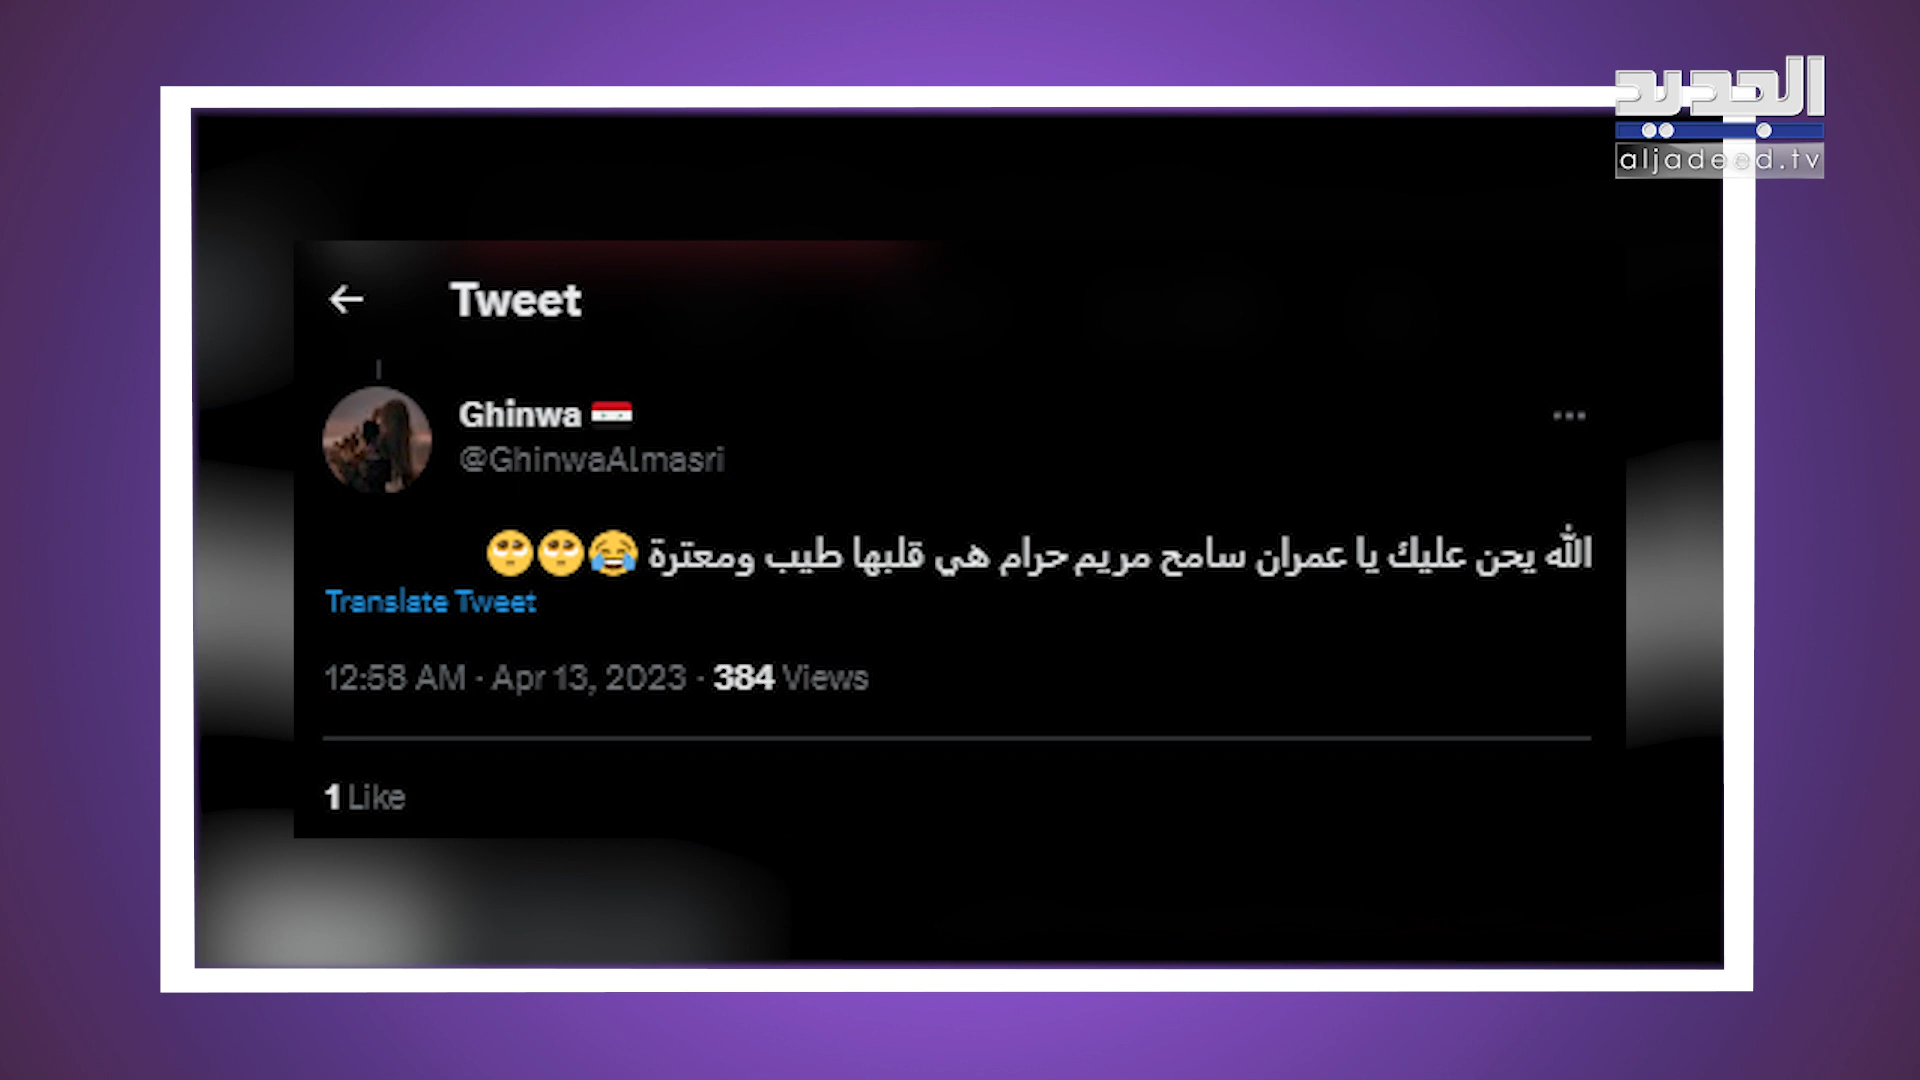 الجديد
aljadeed.tv
Tweet
Ghinwa
@GhinwaAlmasri
الله يحن عليك يا عمران سامح مريم حرام هي قلبها طيب ومعترة 😂🥺🥺
Translate Tweet
12:58 AM · Apr 13, 2023 · 384 Views
1 Like